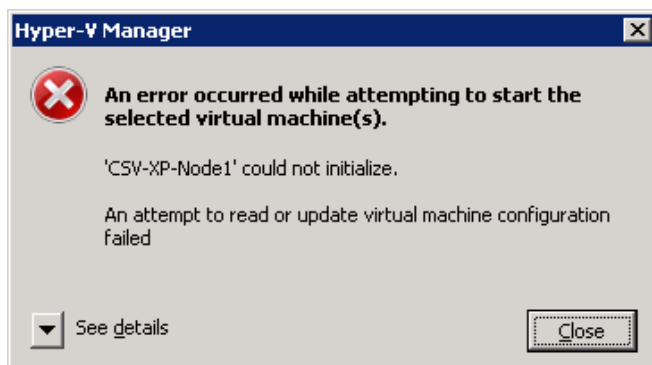 Hyper-V Manager
An error occurred while attempting to start the
selected virtual machine(s).
'CSV-XP-Node1' could not initialize.
An attempt to read or update virtual machine configuration
failed
See details
Close